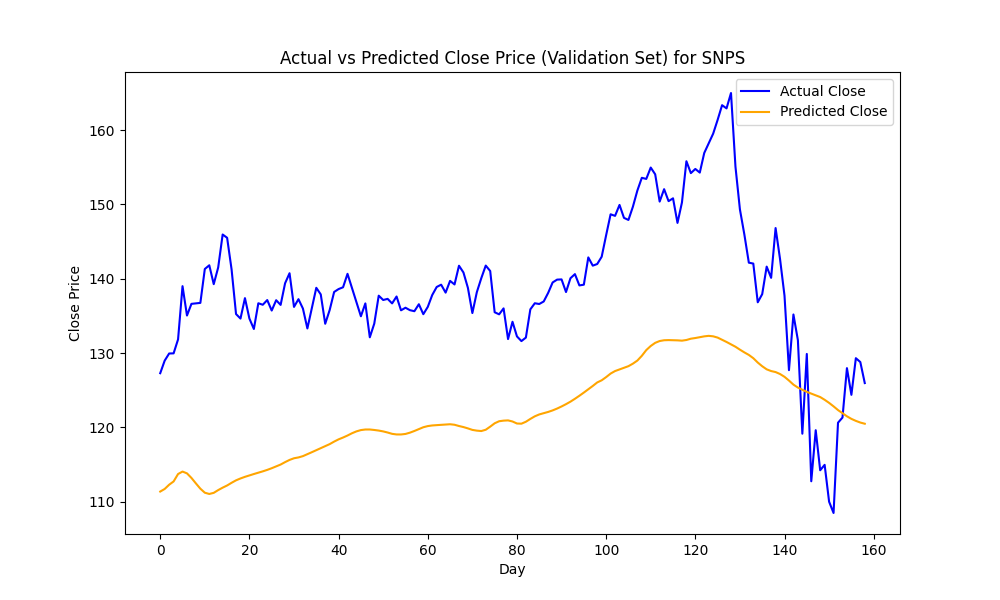 Actual vs Predicted Close Price (Validation Set) for SNPS
Actual Close
Predicted Close
Close Price
160
150
140
130
120
110
0 20 40 60 80 100 120 140 160
Day